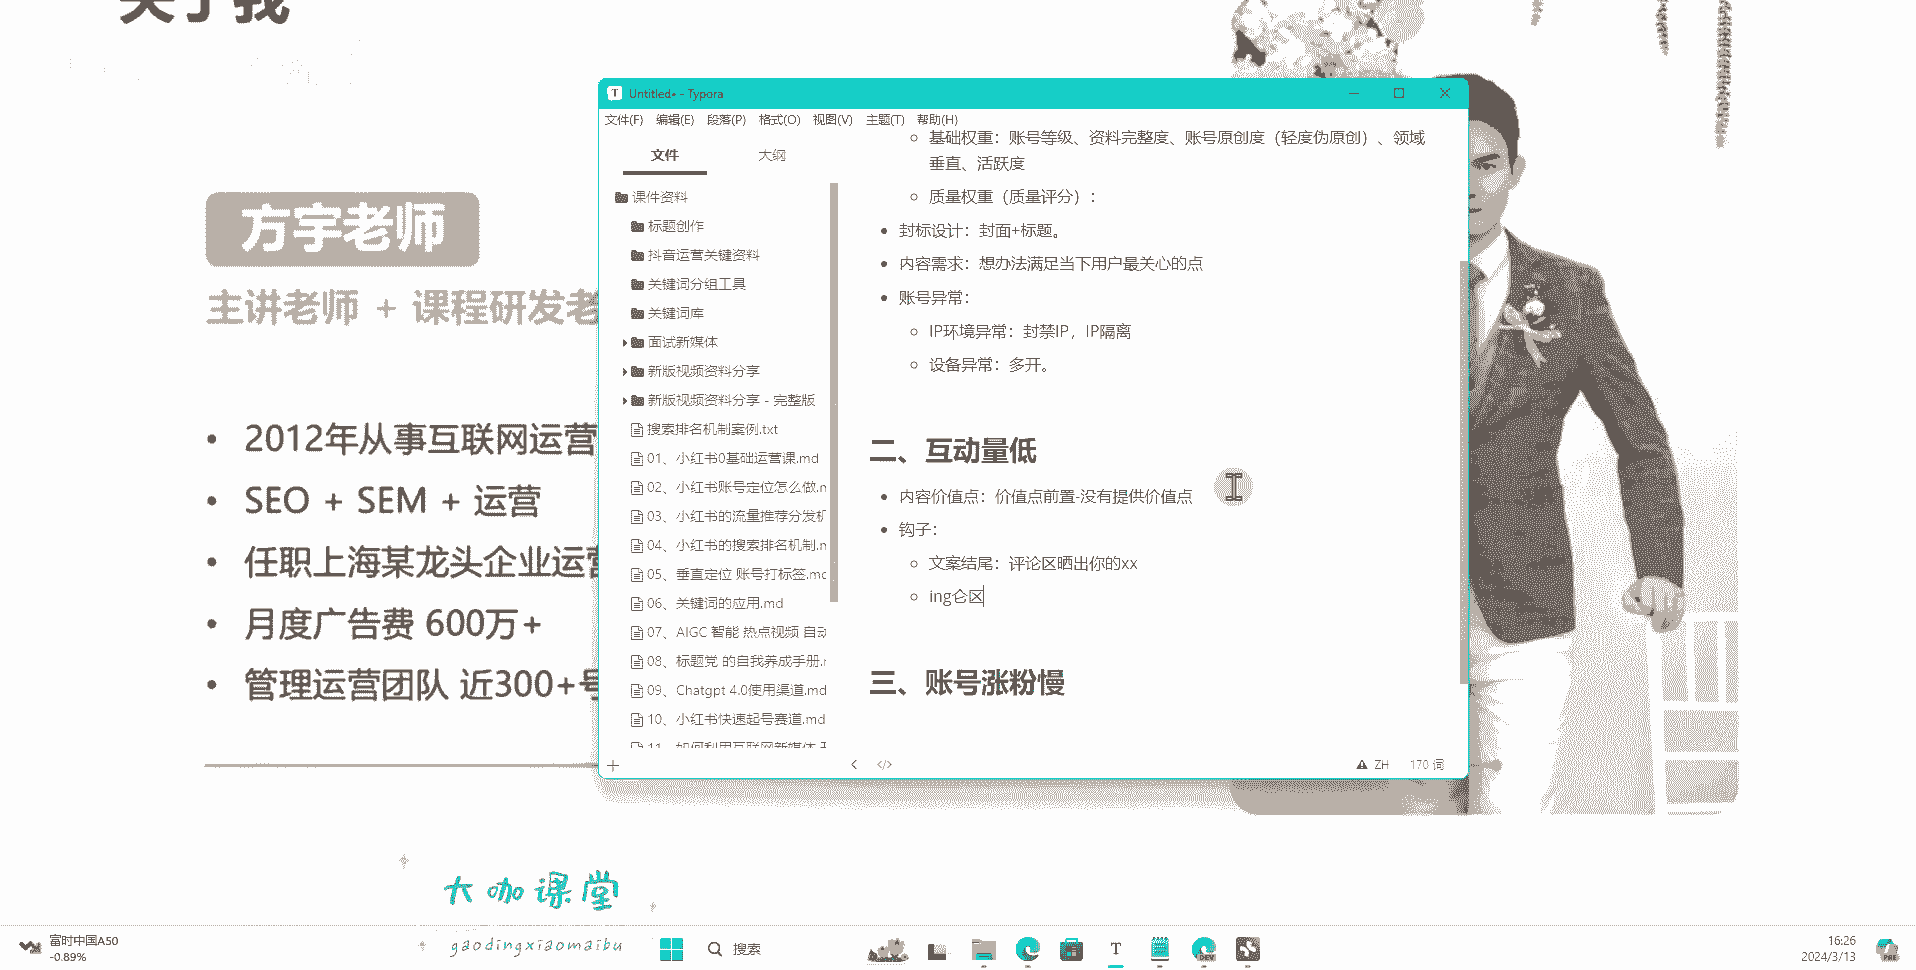 关于我
方宇老师
主讲老师 + 课程研发老
2012年从事互联网运营
SEO + SEM + 运营
任职上海某龙头企业运营
月度广告费 600万+
管理运营团队 近300+号
大咖课堂
gaodingxiaomaibu
Untitled• - Typora
文件(F) 编辑(E) 段落(P) 格式(O) 视图(V) 主题(T) 帮助(H)
文件 大纲
课件资料
标题创作
抖音运营关键资料
关键词分组工具
关键词库
面试新媒体
新版视频资料分享
新版视频资料分享 - 完整版
搜索排名机制案例.txt
01、小红书0基础运营课.md
02、小红书账号定位怎么做.m
03、小红书的流量推荐分发机
04、小红书的搜索排名机制.m
05、垂直定位 账号打标签.md
06、关键词的应用.md
07、AIGC 智能 热点视频 自动
08、标题党 的自我养成手册.m
09、Chatgpt 4.0使用渠道.md
10、小红书快速起号赛道.md
11、如何利用互联网新媒体
基础权重：账号等级、资料完整度、账号原创度（轻度伪原创）、领域
垂直、活跃度
质量权重（质量评分）：
封标设计：封面+标题。
内容需求：想办法满足当下用户最关心的点
账号异常：
IP环境异常：封禁IP，IP隔离
设备异常：多开。
二、互动量低
内容价值点：价值点前置-没有提供价值点
钩子：
文案结尾：评论区晒出你的xx
ing仑区
三、账号涨粉慢
ZH 170 词
富时中国A50
-0.89%
搜索
T
DEV
16:26
2024/3/13
PRE